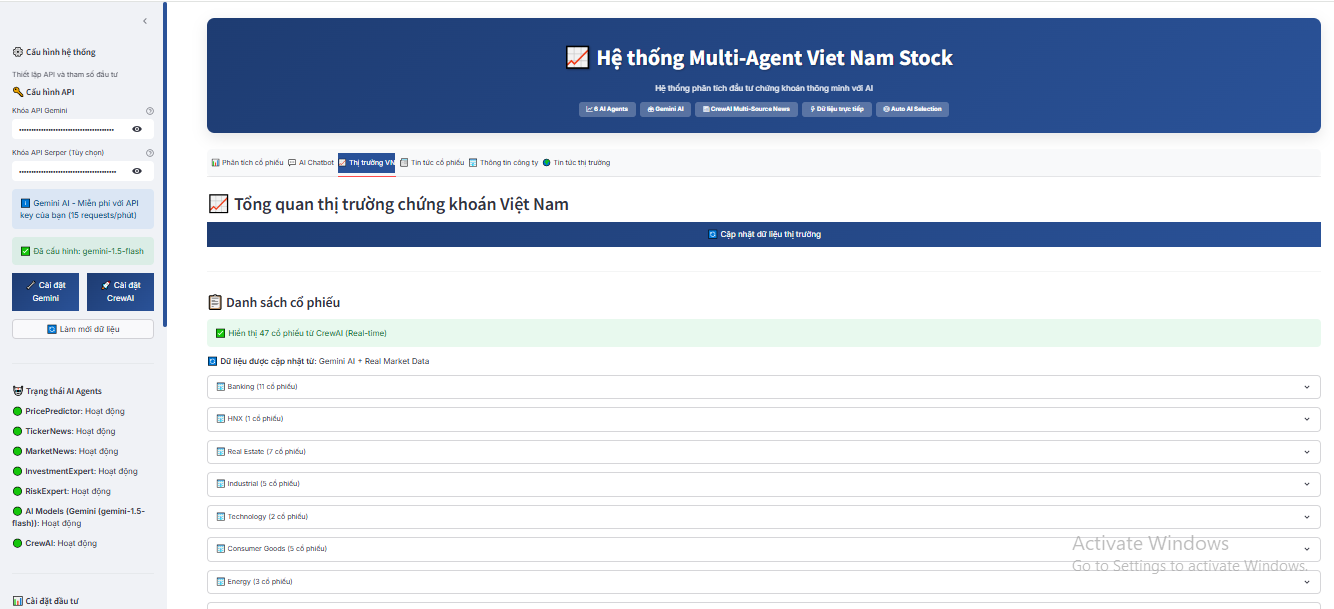 Cấu hình hệ thống
Thiết lập API và tham số đầu tư
Cấu hình API
Khóa API Gemini
Khóa API Serper (Tùy chọn)
Gemini AI - Miễn phí với API
key của bạn (15 requests/phút)
Đã cấu hình: gemini-1.5-flash
Cài đặt
Gemini
Cài đặt
CrewAI
Làm mới dữ liệu
Trạng thái AI Agents
PricePredictor: Hoạt động
TickerNews: Hoạt động
MarketNews: Hoạt động
InvestmentExpert: Hoạt động
RiskExpert: Hoạt động
AI Models (Gemini (gemini-1.5-
flash)): Hoạt động
CrewAI: Hoạt động
Cài đặt đầu tư
Hệ thống Multi-Agent Viet Nam Stock
Hệ thống phân tích đầu tư chứng khoán thông minh với AI
6 AI Agents
Gemini AI
CrewAI Multi-Source News
Dữ liệu trực tiếp
Auto AI Selection
Phân tích cổ phiếu
AI Chatbot
Thị trường VN
Tin tức cổ phiếu
Thông tin công ty
Tin tức thị trường
Tổng quan thị trường chứng khoán Việt Nam
Cập nhật dữ liệu thị trường
Danh sách cổ phiếu
Hiển thị 47 cổ phiếu từ CrewAI (Real-time)
Dữ liệu được cập nhật từ: Gemini AI + Real Market Data
Banking (11 cổ phiếu)
HNX (1 cổ phiếu)
Real Estate (7 cổ phiếu)
Industrial (5 cổ phiếu)
Technology (2 cổ phiếu)
Consumer Goods (5 cổ phiếu)
Energy (3 cổ phiếu)
Activate Windows
Go to Settings to activate Windows.